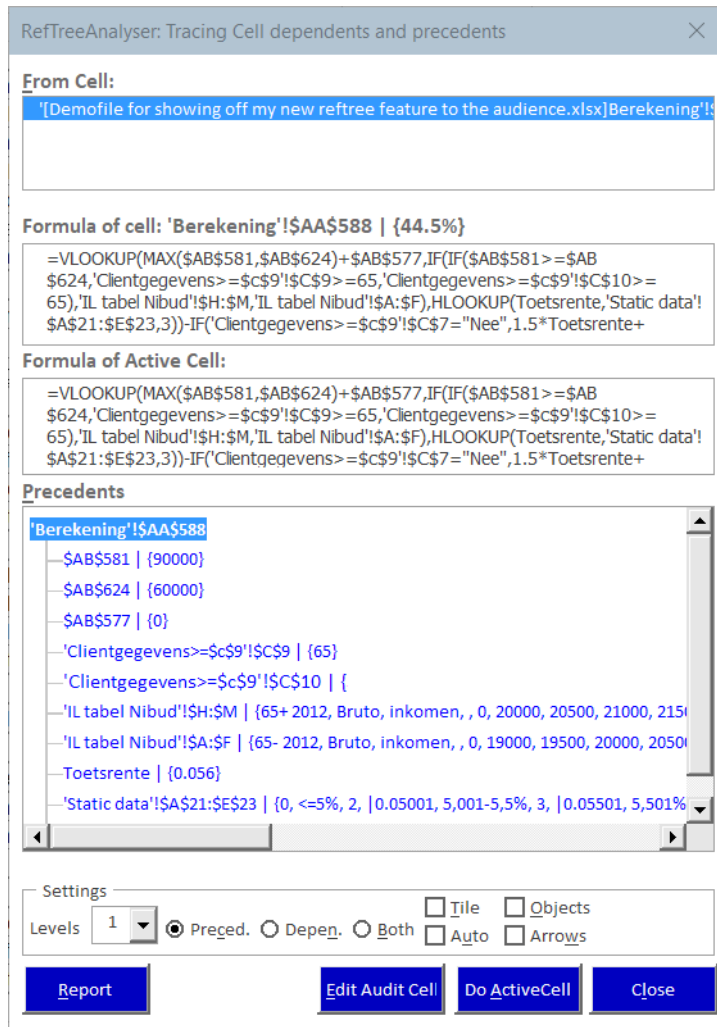 RefTreeAnalyser: Tracing Cell dependents and precedents
From Cell:
'[Demofile for showing off my new reftree feature to the audience.xlsx]Berekening'!$
Formula of cell: 'Berekening'!$AA$588 | {44.5%}
=VLOOKUP(MAX($AB$581,$AB$624)+$AB$577,IF(IF($AB$581>=$AB
$624,'Clientgegevens>=$c$9'!$C$9>=65,'Clientgegevens>=$c$9'!$C$10>=
65),'IL tabel Nibud'!$H:$M,'IL tabel Nibud'!$A:$F),HLOOKUP(Toetsrente,'Static data'!
$A$21:$E$23,3))-IF('Clientgegevens>=$c$9'!$C$7="Nee",1.5*Toetsrente+
Formula of Active Cell:
=VLOOKUP(MAX($AB$581,$AB$624)+$AB$577,IF(IF($AB$581>=$AB
$624,'Clientgegevens>=$c$9'!$C$9>=65,'Clientgegevens>=$c$9'!$C$10>=
65),'IL tabel Nibud'!$H:$M,'IL tabel Nibud'!$A:$F),HLOOKUP(Toetsrente,'Static data'!
$A$21:$E$23,3))-IF('Clientgegevens>=$c$9'!$C$7="Nee",1.5*Toetsrente+
Precedents
'Berekening'!$AA$588
$AB$581 | {90000}
$AB$624 | {60000}
$AB$577 | {0}
'Clientgegevens>=$c$9'!$C$9 | {65}
'Clientgegevens>=$c$9'!$C$10 | {
'IL tabel Nibud'!$H:$M | {65+ 2012, Bruto, inkomen, , 0, 20000, 20500, 21000, 215
'IL tabel Nibud'!$A:$F | {65- 2012, Bruto, inkomen, , 0, 19000, 19500, 20000, 2050
Toetsrente | {0.056}
'Static data'!$A$21:$E$23 | {0, <=5%, 2, |0.05001, 5,001-5,5%, 3, |0.05501, 5,501%
Settings
Levels 1 Preced. Depen. Both Tile Objects
Auto Arrows
Report Edit Audit Cell Do ActiveCell Close